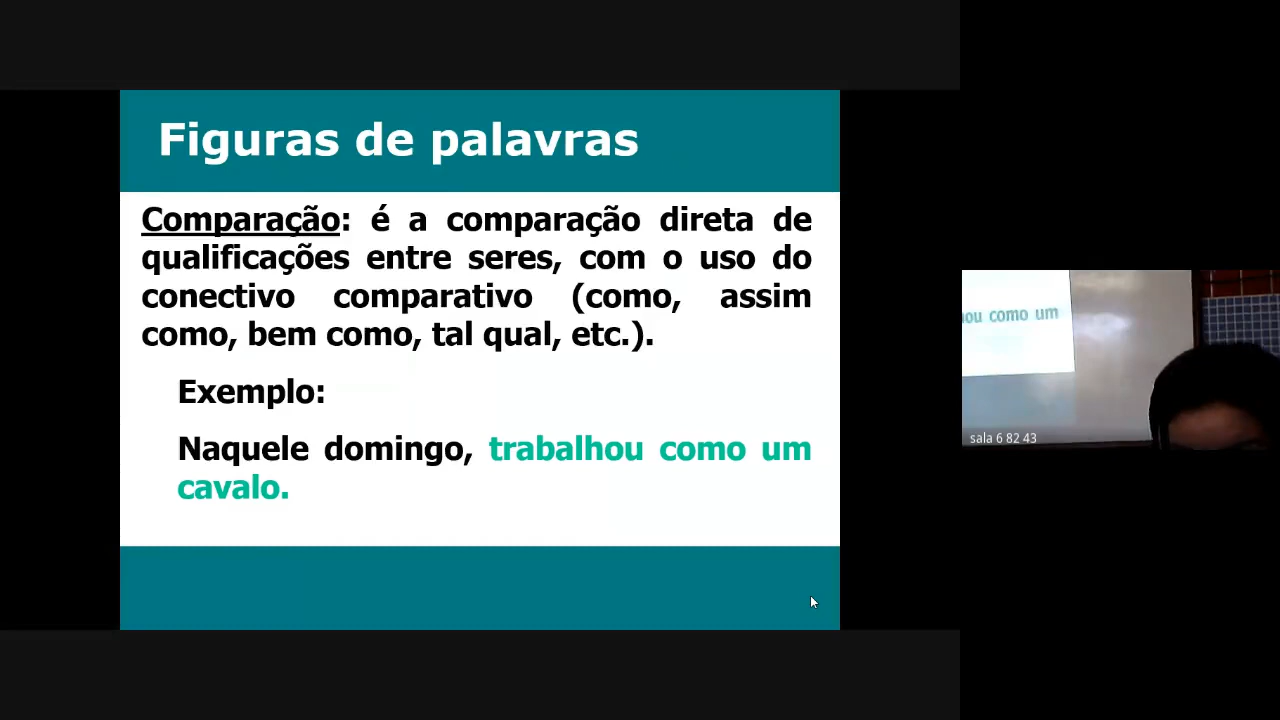 Figuras de palavras
Comparação: é a comparação direta de
qualificações entre seres, com o uso do
conectivo comparativo (como, assim
como, bem como, tal qual, etc.).
Exemplo:
Naquele domingo, trabalhou como um
cavalo.
ou como um
sala 6 82 43